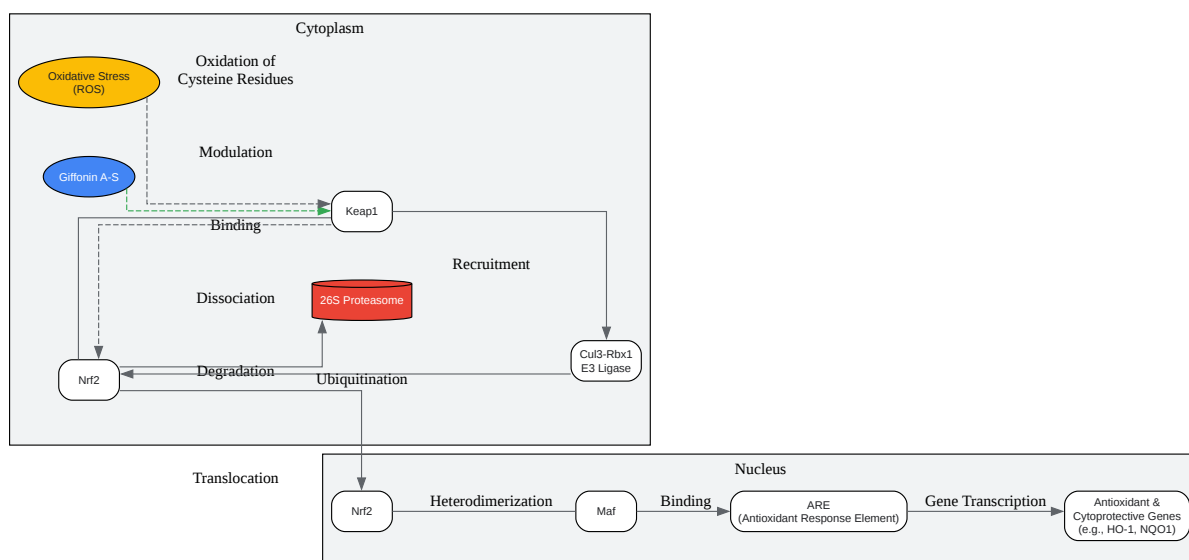 Cytoplasm
Oxidation of
Cysteine Residues
Oxidative Stress
(ROS)
Modulation
Giffonin A-S
Keap1
Binding
Recruitment
Dissociation
26S Proteasome
Cul3-Rbx1
E3 Ligase
Nrf2
Degradation
Ubiquitination
Translocation
Nucleus
Nrf2
Heterodimerization
Maf
Binding
ARE
(Antioxidant Response Element)
Gene Transcription
Antioxidant &
Cytoprotective Genes
(e.g., HO-1, NQO1)